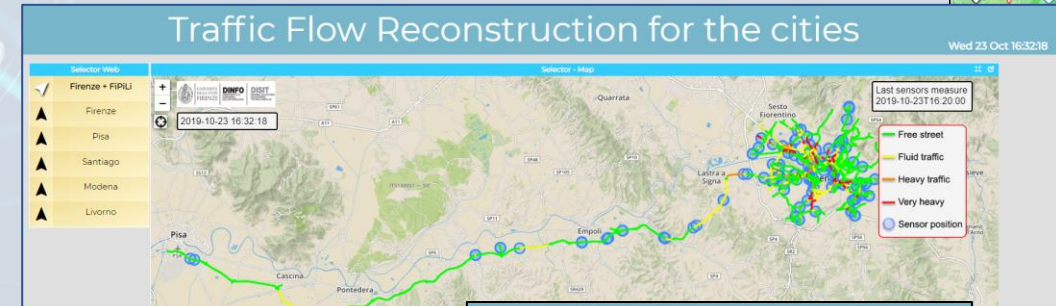 Traffic Flow Reconstruction for the cities
Wed 23 Oct 16:32:18
Selector Web
Selector - Map
Firenze + FiPiLi
Firenze
Pisa
Santiago
Modena
Livorno
+
−
DINFO
DISIT
2019-10-23 16:32:18
Last sensors measure
2019-10-23T16:20:00
Free street
Fluid traffic
Heavy traffic
Very heavy
Sensor position
Quarrata
Sesto
Fiorentino
Lastra a
Signa
Empoli
Pisa
Cascina
Pontedera
A11
A11
SP11